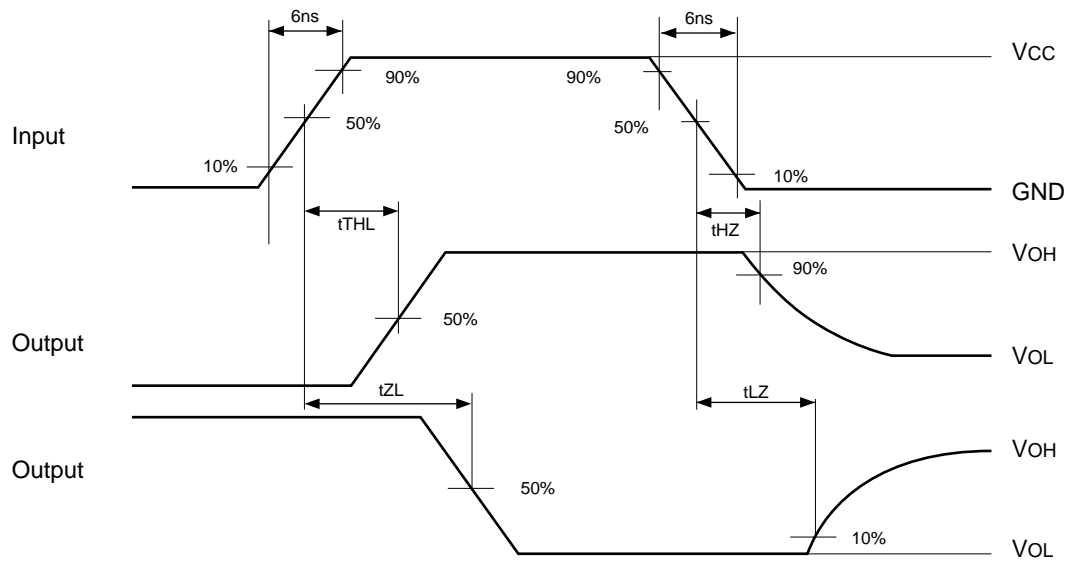 6ns
6ns
VCC
90%
90%
50%
50%
Input
10%
10%
GND
tTHL
tHZ
VOH
90%
50%
Output
VOL
tZL
tLZ
VOH
Output
50%
10%
VOL